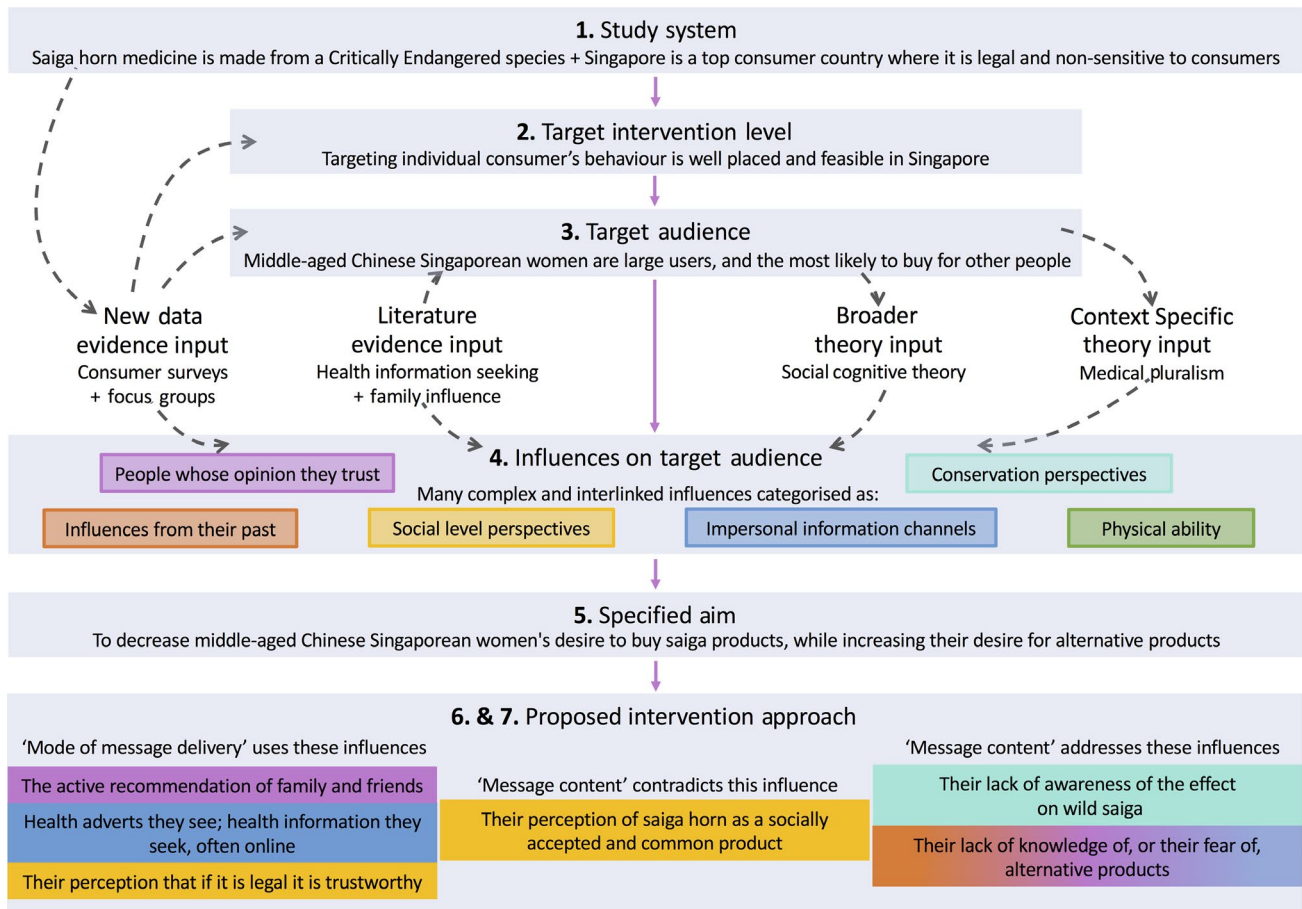 1. Study system
Saiga horn medicine is made from a Critically Endangered species + Singapore is a top consumer country where it is legal and non-sensitive to consumers
2. Target intervention level
Targeting individual consumer's behaviour is well placed and feasible in Singapore
3. Target audience
Middle-aged Chinese Singaporean women are large users, and the most likely to buy for other people
New data
evidence input
Consumer surveys
+ focus groups
Literature
evidence input
Health information seeking
+ family influence
Broader
theory input
Social cognitive theory
Context Specific
theory input
Medical pluralism
4. Influences on target audience
People whose opinion they trust
Conservation perspectives
Many complex and interlinked influences categorised as:
Influences from their past
Social level perspectives
Impersonal information channels
Physical ability
5. Specified aim
To decrease middle-aged Chinese Singaporean women's desire to buy saiga products, while increasing their desire for alternative products
6. & 7. Proposed intervention approach
‘Mode of message delivery’ uses these influences
The active recommendation of family and friends
Health adverts they see; health information they
seek, often online
Their perception that if it is legal it is trustworthy
‘Message content’ contradicts this influence
Their perception of saiga horn as a socially
accepted and common product
‘Message content’ addresses these influences
Their lack of awareness of the effect
on wild saiga
Their lack of knowledge of, or their fear of,
alternative products